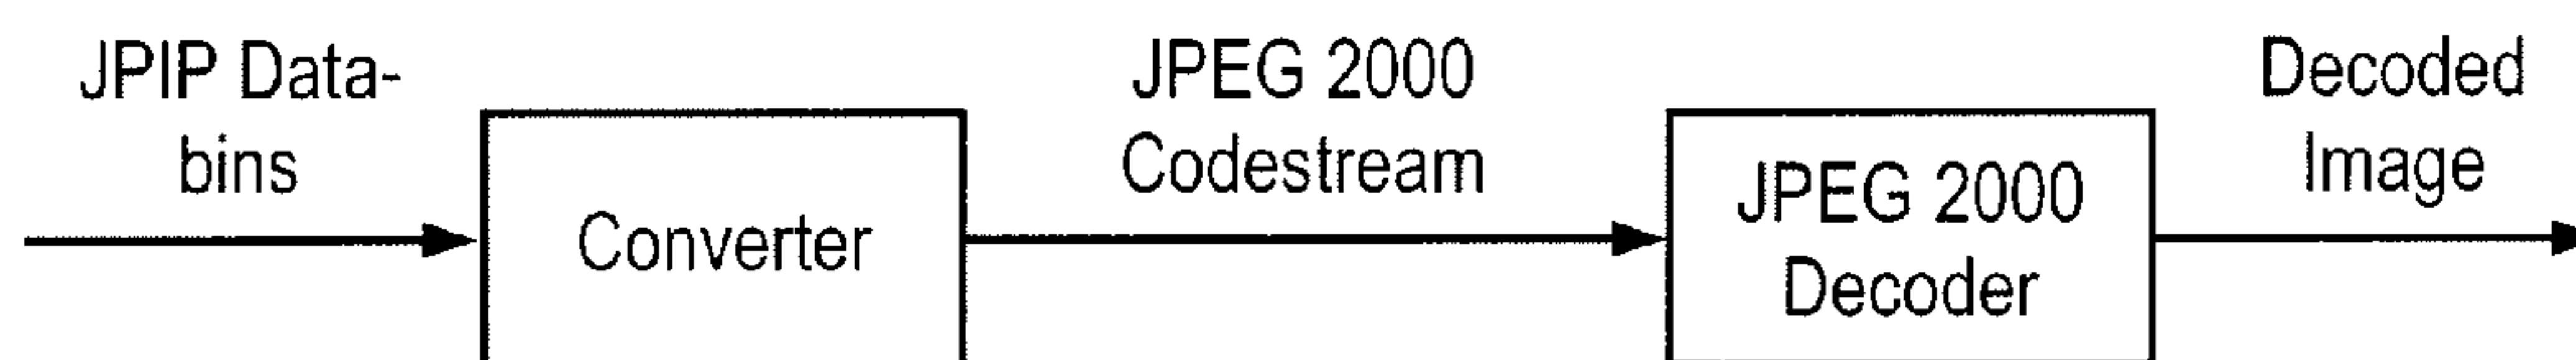 JPIP Data-
bins
Converter
JPEG 2000
Codestream
JPEG 2000
Decoder
Decoded
Image